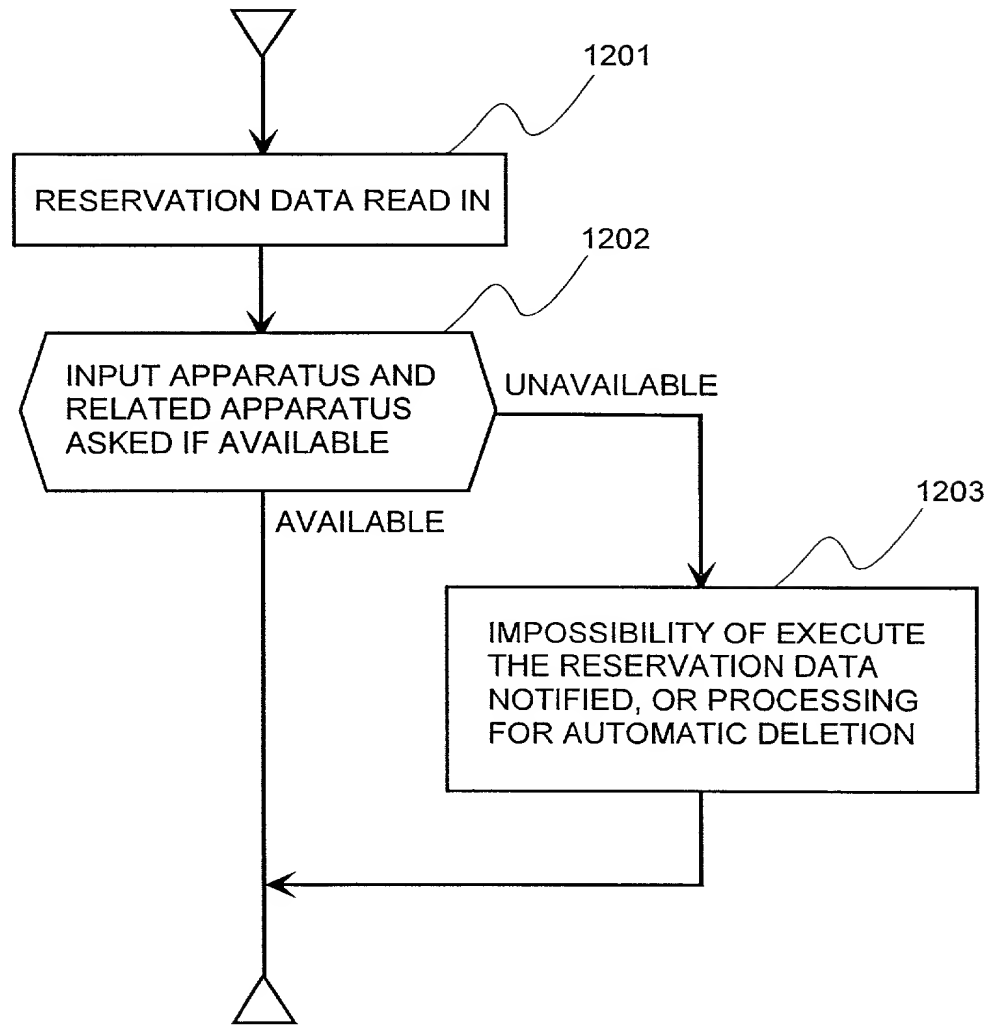 1201
RESERVATION DATA READ IN
1202
INPUT APPARATUS AND
RELATED APPARATUS
ASKED IF AVAILABLE
UNAVAILABLE
AVAILABLE
1203
IMPOSSIBILITY OF EXECUTE
THE RESERVATION DATA
NOTIFIED, OR PROCESSING
FOR AUTOMATIC DELETION